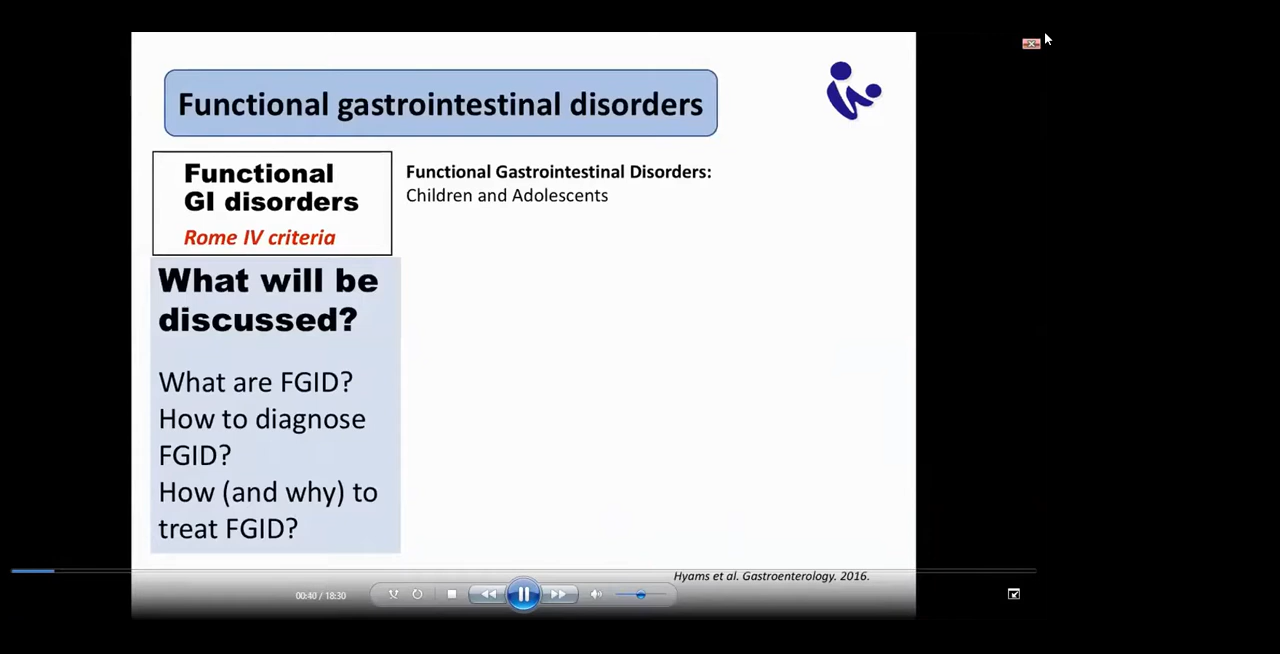 Functional gastrointestinal disorders
Functional
GI disorders
Rome IV criteria
Functional Gastrointestinal Disorders:
Children and Adolescents
What will be
discussed?
What are FGID?
How to diagnose
FGID?
How (and why) to
treat FGID?
Hyams et al. Gastroenterology. 2016.
00:40 / 18:30